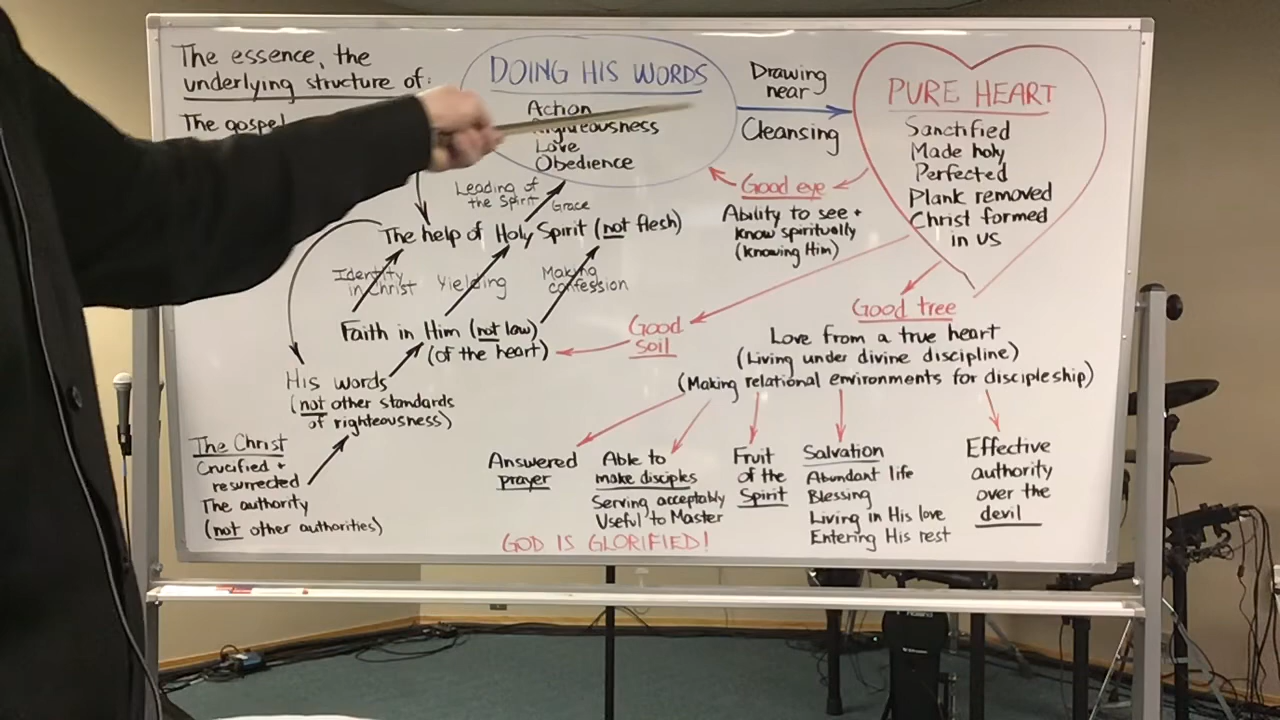 The essence, the
underlying structure of:
The gospel
DOING HIS WORDS
Action
Righteousness
Love
Obedience
Drawing
near
Cleansing
PURE HEART
Sanctified
Made holy
Perfected
Plank removed
Christ formed
in us
Good eye
Ability to see +
know spiritually
(knowing Him)
Leading of
the Spirit
Grace
The help of Holy Spirit (not flesh)
Identity
in Christ
Yielding
Making
confession
Faith in Him (not law)
(of the heart)
Good
soil
His words
(not other standards
of righteousness)
The Christ
Crucified +
resurrected
The authority
(not other authorities)
Good tree
Love from a true heart
(Living under divine discipline)
(Making relational environments for discipleship)
Answered
prayer
Able to
make disciples
Serving acceptably
Useful to Master
Fruit
of the
Spirit
Salvation
Abundant life
Blessing
Living in His love
Entering His rest
Effective
authority
over the
devil
GOD IS GLORIFIED!
Roland